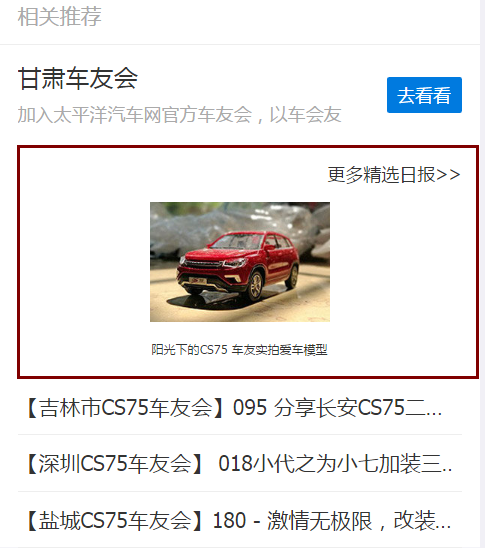 相关推荐
甘肃车友会
去看看
加入太平洋汽车网官方车友会，以车会友
更多精选日报>>
阳光下的CS75 车友实拍爱车模型
【吉林市CS75车友会】095 分享长安CS75二...
【深圳CS75车友会】 018小代之为小七加装三..
【盐城CS75车友会】180 - 激情无极限，改装...